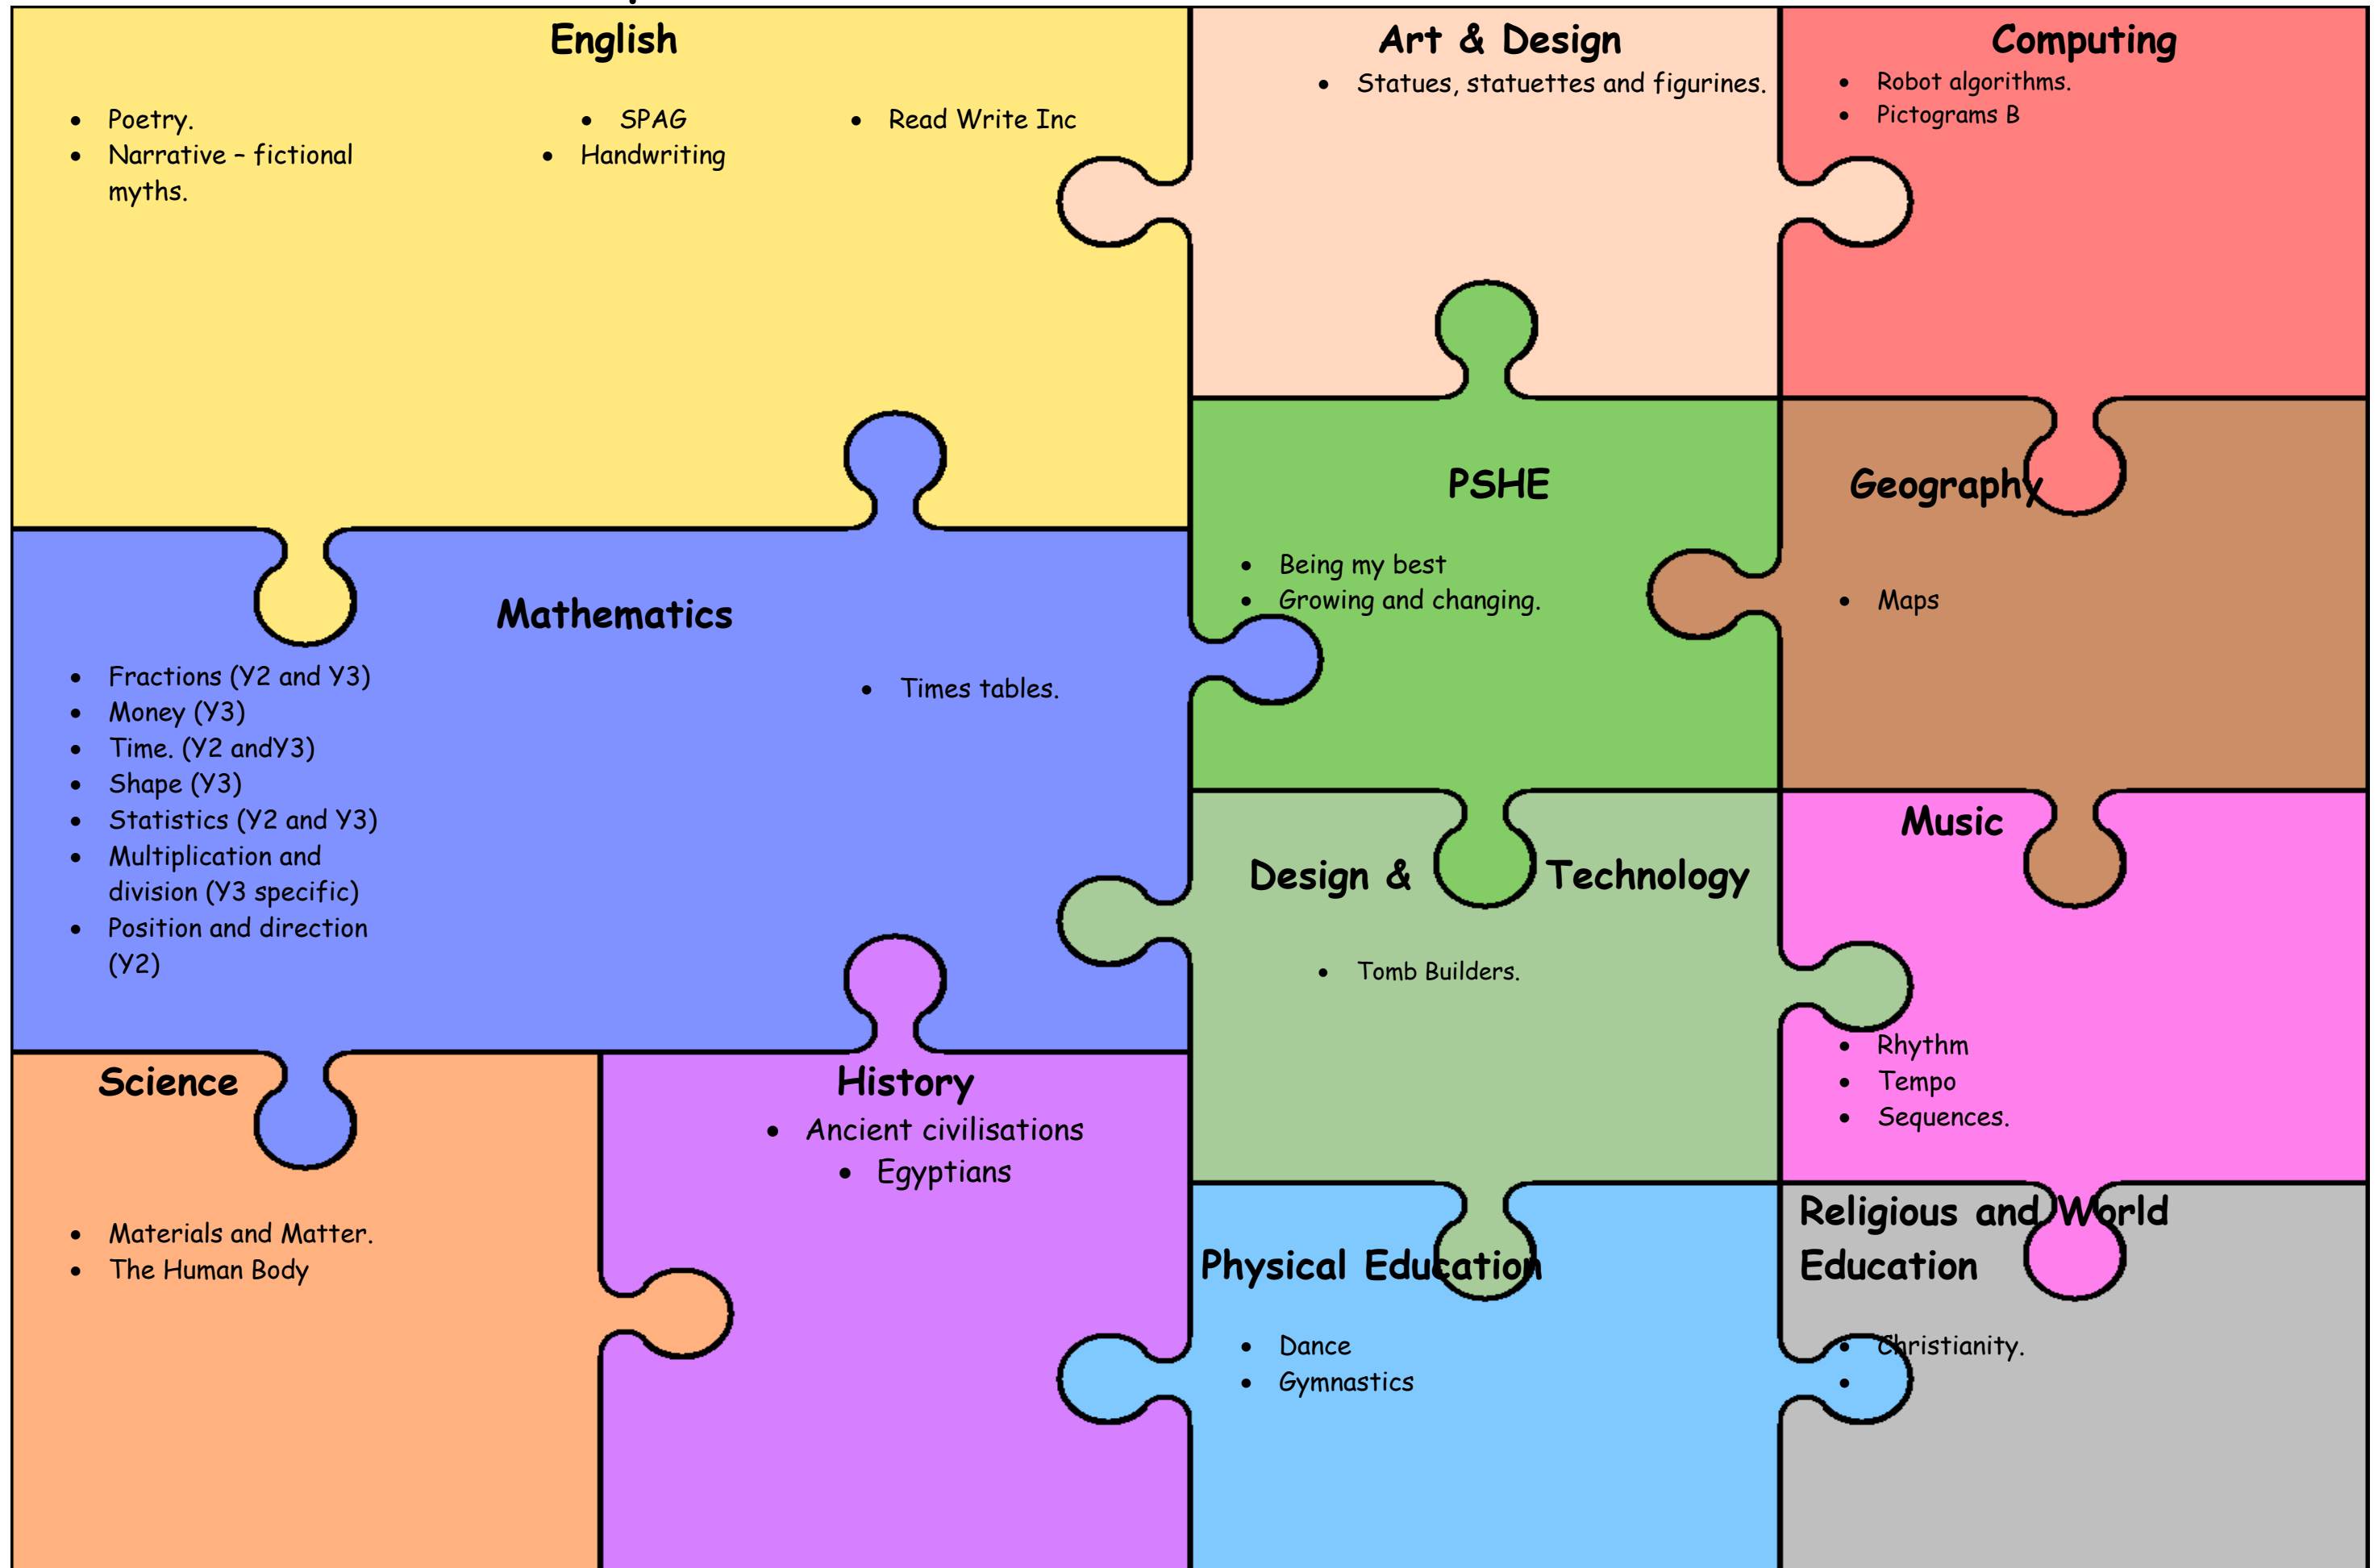 English
• Poetry.
• Narrative – fictional
myths.
• SPAG
• Handwriting
• Read Write Inc
Art & Design
• Statues, statuettes and figurines.
Computing
• Robot algorithms.
• Pictograms B
Mathematics
• Fractions (Y2 and Y3)
• Money (Y3)
• Time. (Y2 andY3)
• Shape (Y3)
• Statistics (Y2 and Y3)
• Multiplication and
division (Y3 specific)
• Position and direction
(Y2)
• Times tables.
PSHE
• Being my best
• Growing and changing.
Geography
• Maps
Design & Technology
• Tomb Builders.
Music
• Rhythm
• Tempo
• Sequences.
Science
• Materials and Matter.
• The Human Body
History
• Ancient civilisations
• Egyptians
Physical Education
• Dance
• Gymnastics
Religious and World
Education
• Christianity.
•